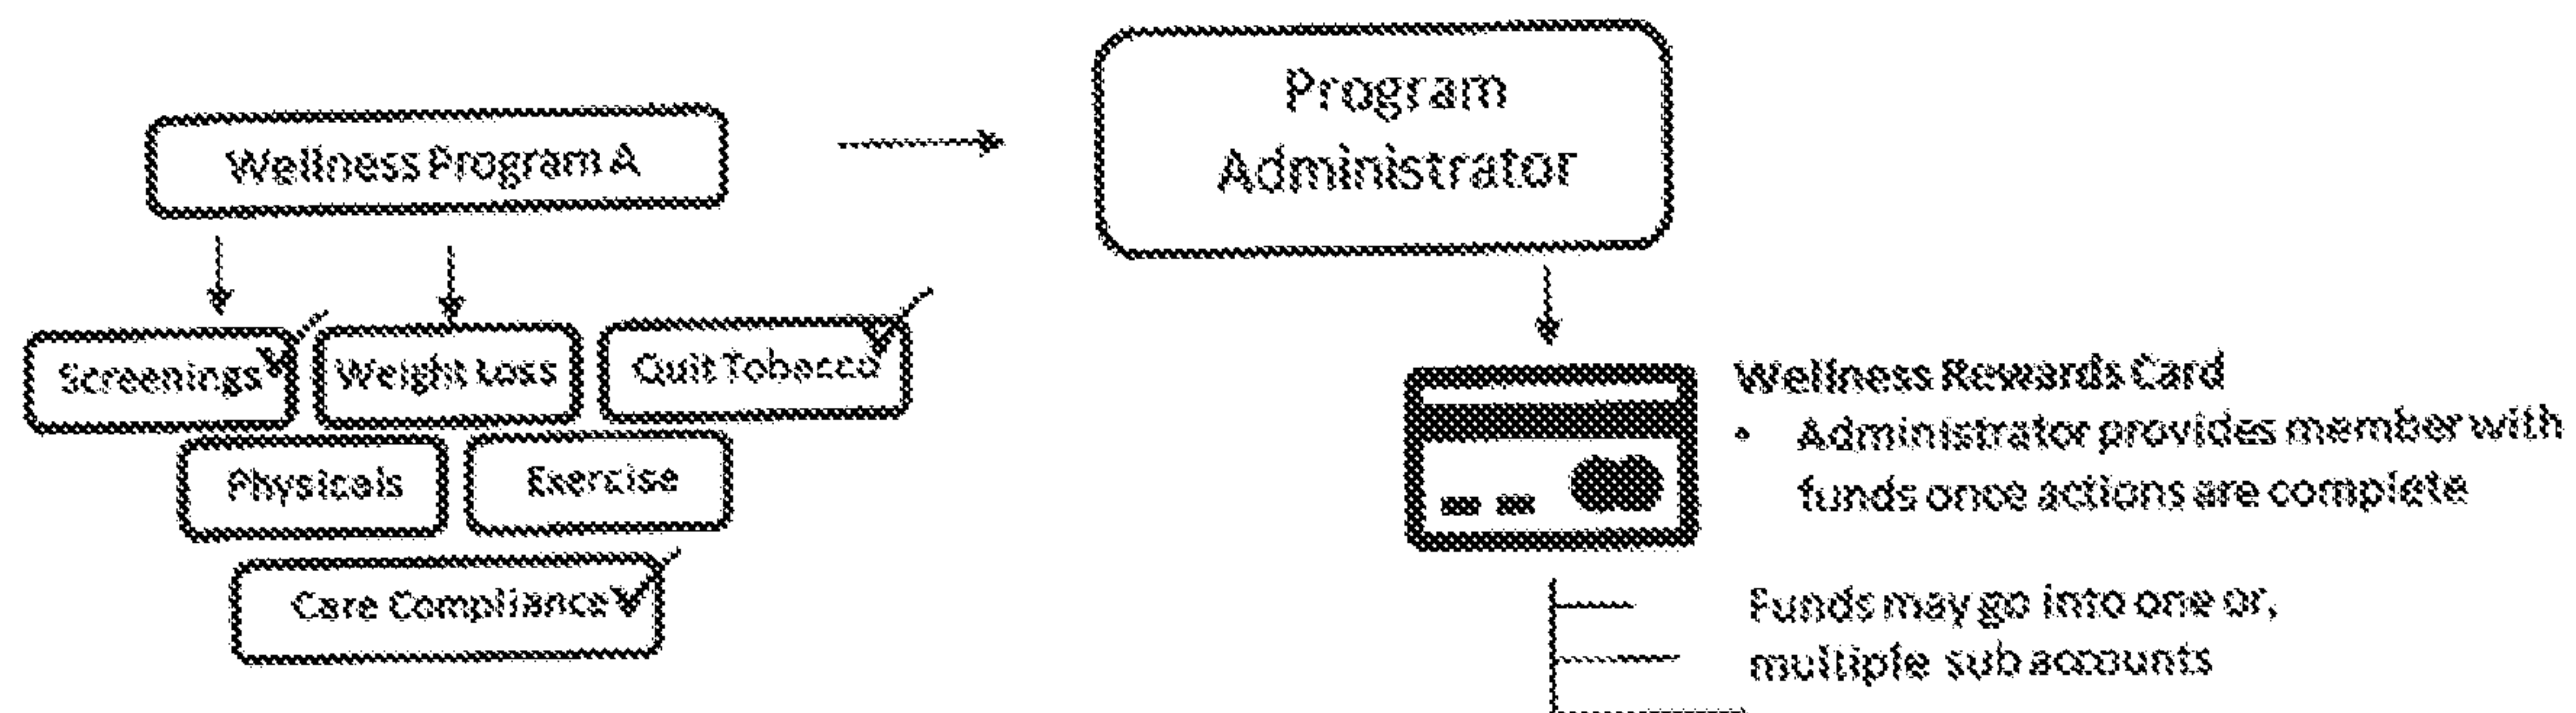 Program
Administrator
Wellness Program A
Screenings
Weight Loss
Quit Tobacco
Physicals
Exercise
Care Compliance
Wellness Rewards Card
• Administrator provides member with
funds once actions are complete
Funds may go into one or,
multiple sub accounts